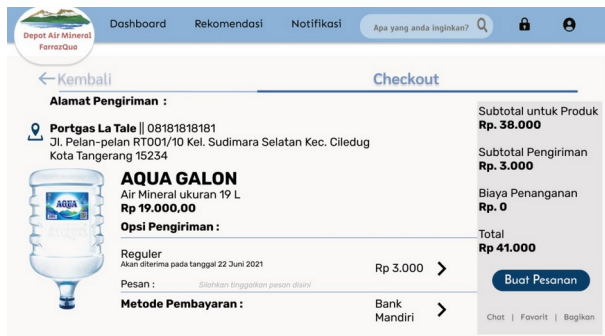 Depot Air Mineral
FarrazQua
Dashboard
Rekomendasi
Notifikasi
Apa yang anda inginkan?
Kembali
Checkout
Alamat Pengiriman :
Portgas La Tale || 08181818181
Jl. Pelan-pelan RT001/10 Kel. Sudimara Selatan Kec. Ciledug
Kota Tangerang 15234
AQUA
AQUA GALON
Air Mineral ukuran 19 L
Rp 19.000,00
Opsi Pengiriman :
Reguler
Akan diterima pada tanggal 22 Juni 2021
Rp 3.000
Pesan :
Silahkan tinggalkan pesan disini
Metode Pembayaran :
Bank
Mandiri
Subtotal untuk Produk
Rp. 38.000
Subtotal Pengiriman
Rp. 3.000
Biaya Penanganan
Rp. 0
Total
Rp 41.000
Buat Pesanan
Chat | Favorit | Bagikan